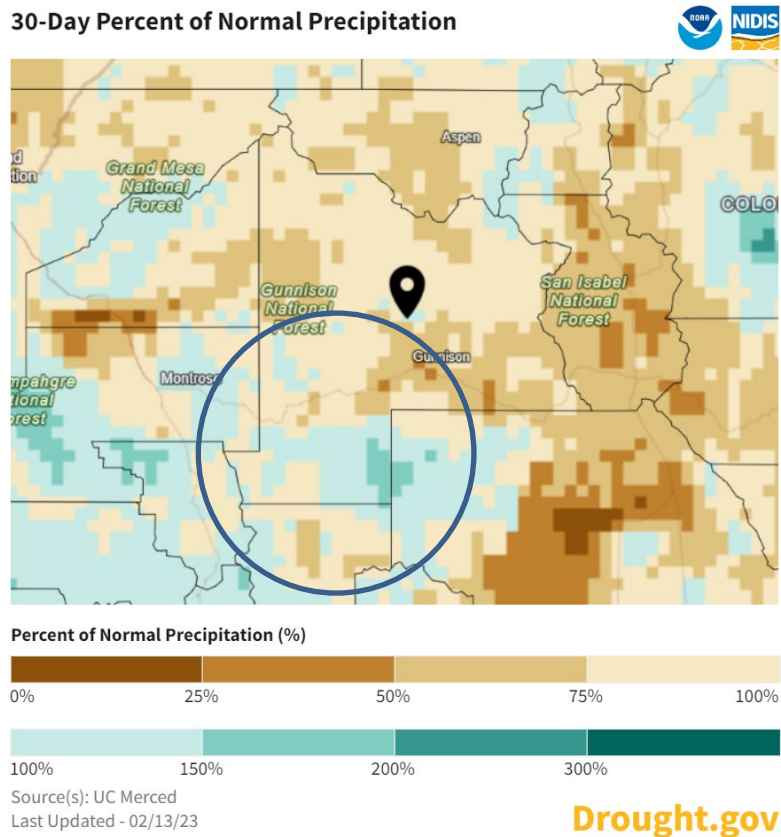 30-Day Percent of Normal Precipitation
NOAA
NIDIS
Aspen
Grand Mesa
National
Forest
COLO
Gunnison
National
Forest
San Isabel
National
Forest
Gunnison
Montrose
Percent of Normal Precipitation (%)
0% 25% 50% 75% 100%
100% 150% 200% 300%
Source(s): UC Merced
Last Updated - 02/13/23
Drought.gov